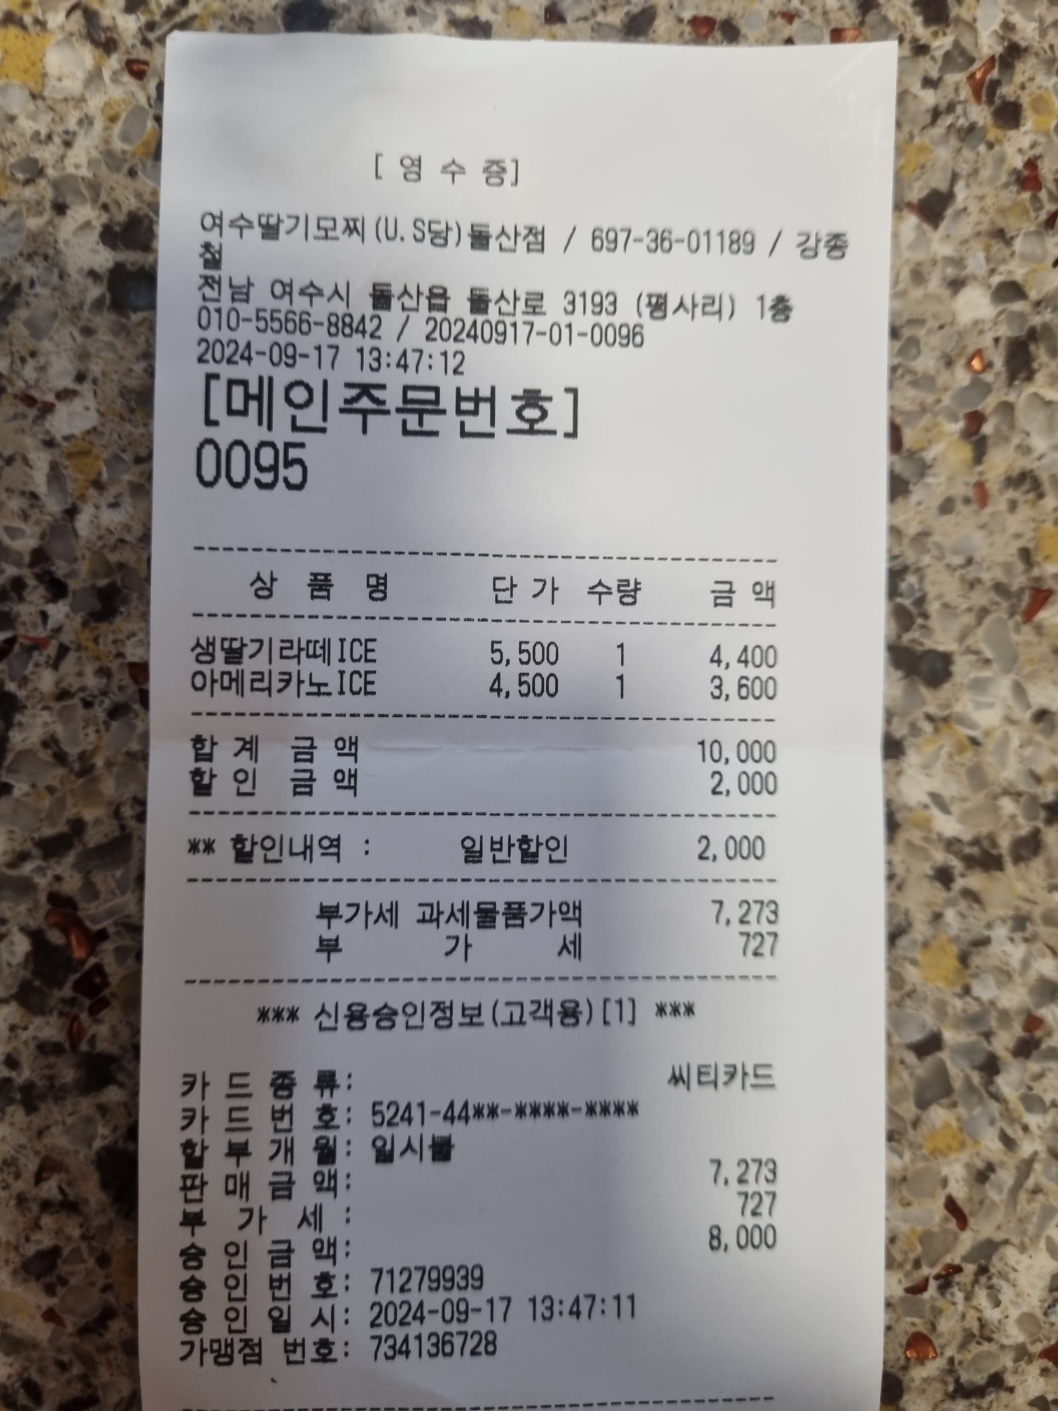 [ 영 수 증]
여수딸기모찌(U.S당)돌산점 / 697-36-01189 / 강종
철
전남 여수시 돌산읍 돌산로 3193 (평사리) 1층
010-5566-8842 / 20240917-01-0096
2024-09-17 13:47:12
[메인주문번호]
0095
상 품 명 단 가 수량 금 액
생딸기라떼ICE 5,500 1 4,400
아메리카노ICE 4,500 1 3,600
합 계 금 액 10,000
할 인 금 액 2,000
** 할인내역 : 일반할인 2,000
부가세 과세물품가액 7,273
부 가 세 727
*** 신용승인정보(고객용)[1] ***
카 드 종 류: 씨티카드
카 드 번 호: 5241-44**-****-****
할 부 개 월: 일시불
판 매 금 액: 7,273
부 가 세 : 727
승 인 금 액: 8,000
승 인 번 호: 71279939
승 인 일 시: 2024-09-17 13:47:11
가맹점 번호: 734136728